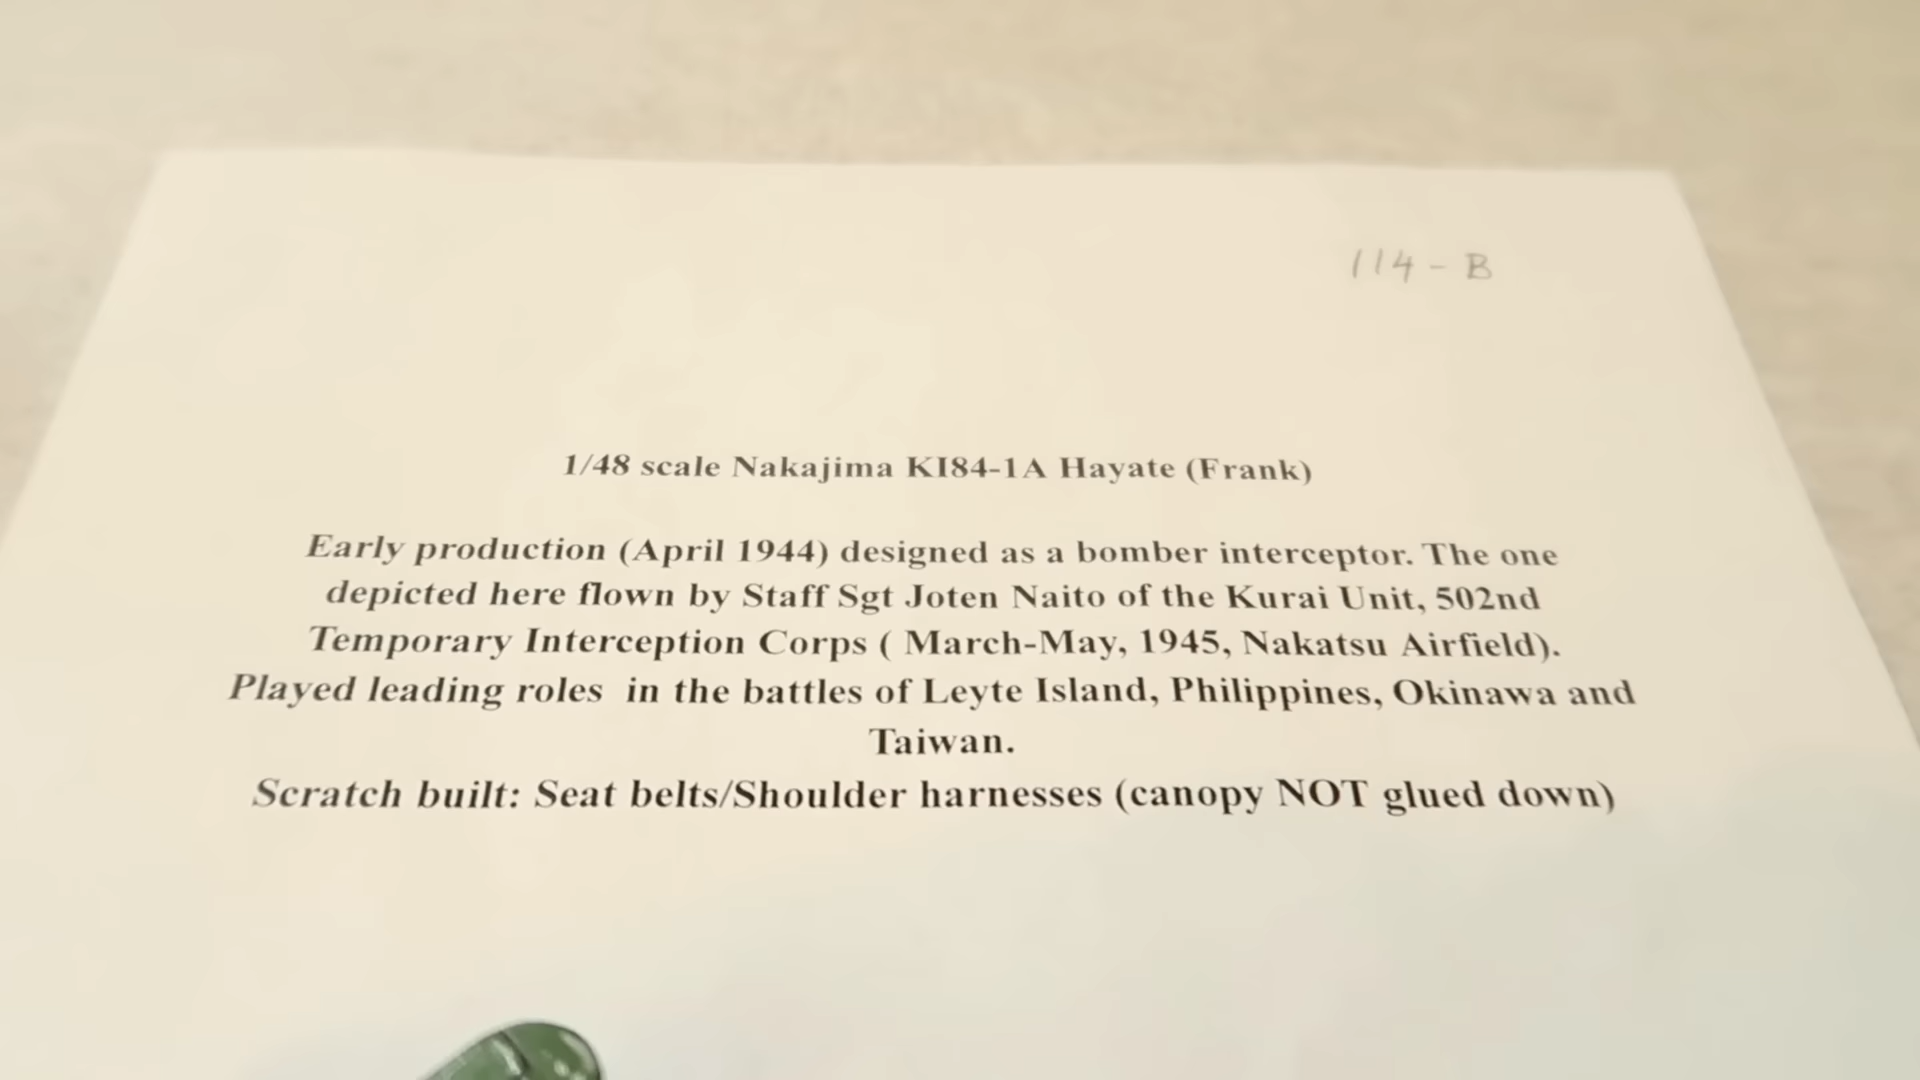 114-B
1/48 scale Nakajima KI84-1A Hayate (Frank)
Early production (April 1944) designed as a bomber interceptor. The one
depicted here flown by Staff Sgt Joten Naito of the Kurai Unit, 502nd
Temporary Interception Corps ( March-May, 1945, Nakatsu Airfield).
Played leading roles in the battles of Leyte Island, Philippines, Okinawa and
Taiwan.
Scratch built: Seat belts/Shoulder harnesses (canopy NOT glued down)